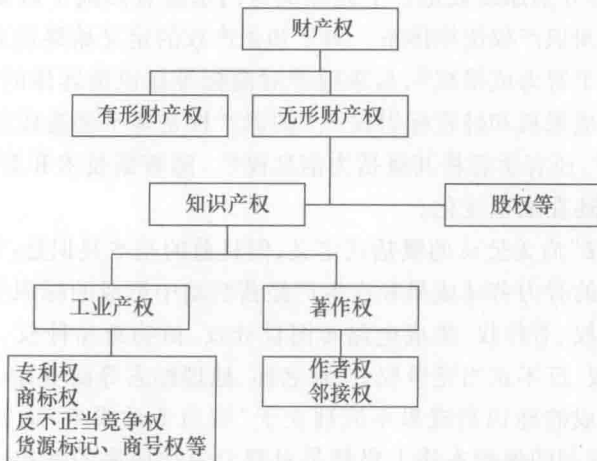 财产权
有形财产权
无形财产权
知识产权
股权等
工业产权
著作权
专利权
商标权
反不正当竞争权
货源标记、商号权等
作者权
邻接权